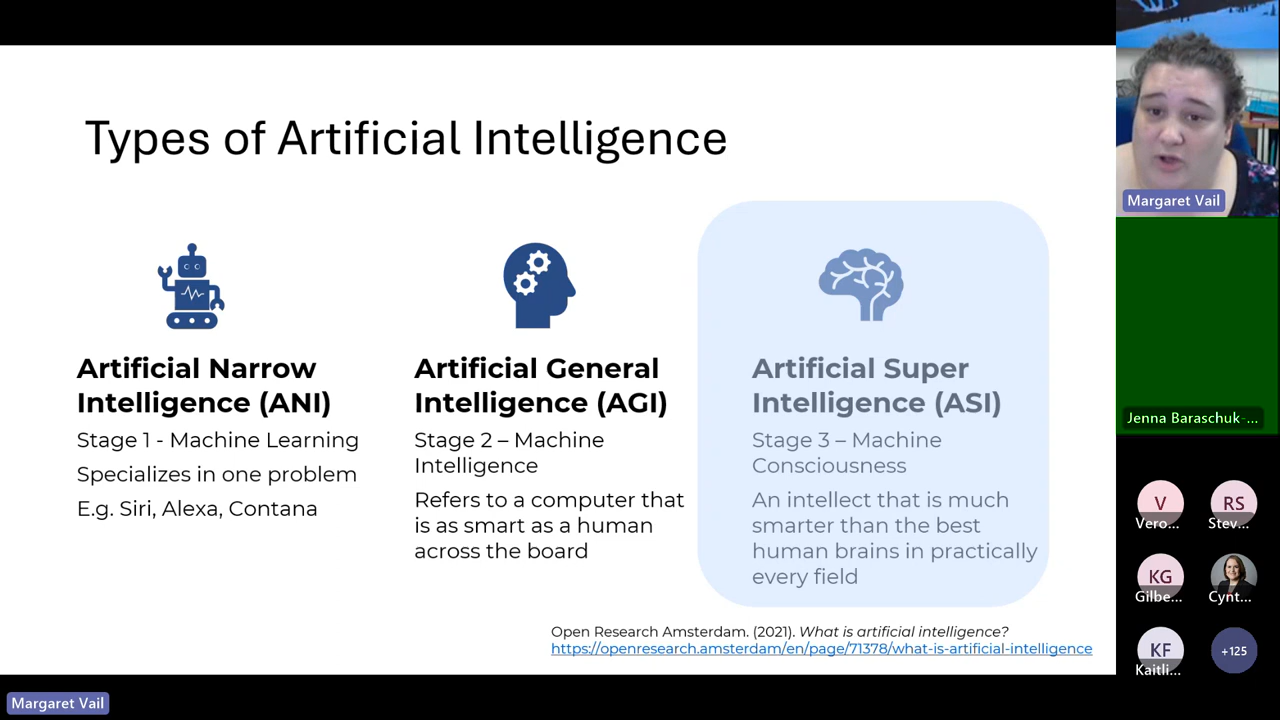 Types of Artificial Intelligence
Artificial Narrow
Intelligence (ANI)
Stage 1 - Machine Learning
Specializes in one problem
E.g. Siri, Alexa, Contana
Artificial General
Intelligence (AGI)
Stage 2 – Machine
Intelligence
Refers to a computer that
is as smart as a human
across the board
Artificial Super
Intelligence (ASI)
Stage 3 – Machine
Consciousness
An intellect that is much
smarter than the best
human brains in practically
every field
Open Research Amsterdam. (2021). What is artificial intelligence?
https://openresearch.amsterdam/en/page/71378/what-is-artificial-intelligence
Margaret Vail
Jenna Baraschuk-...
V
RS
Vero...
Stev...
KG
Gilbe...
Cynt...
KF
+125
Kaitli...
Margaret Vail